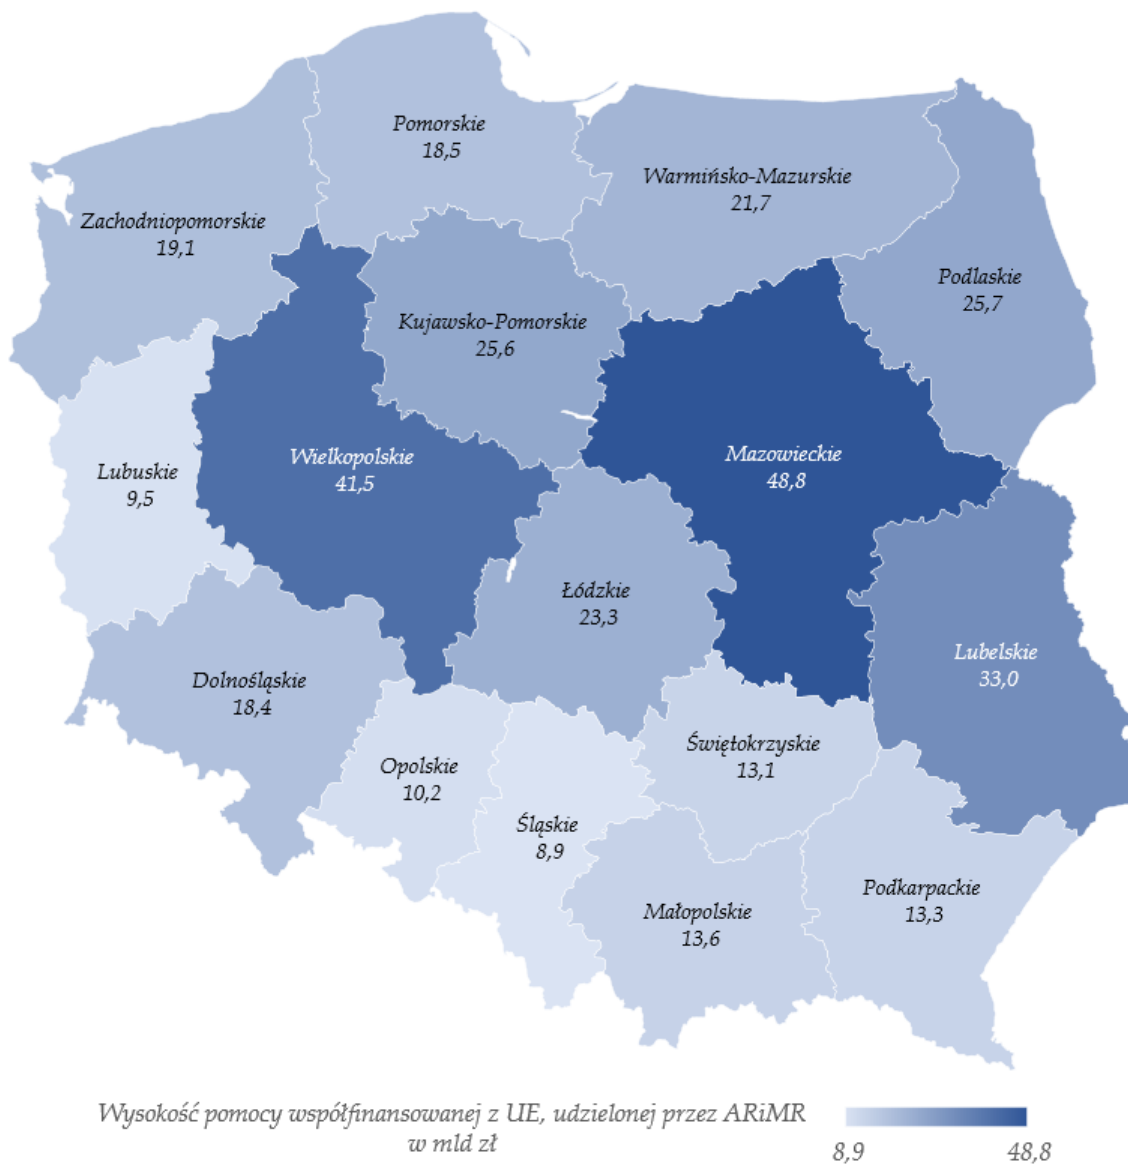 Pomorskie
18,5
Warmińsko-Mazurskie
21,7
Zachodniopomorskie
19,1
Podlaskie
25,7
Kujawsko-Pomorskie
25,6
Mazowieckie
48,8
Wielkopolskie
41,5
Lubuskie
9,5
Łódzkie
23,3
Lubelskie
33,0
Dolnośląskie
18,4
Świętokrzyskie
13,1
Opolskie
10,2
Śląskie
8,9
Podkarpackie
13,3
Małopolskie
13,6
Wysokość pomocy współfinansowanej z UE, udzielonej przez ARiMR
w mld zł
8,9 48,8